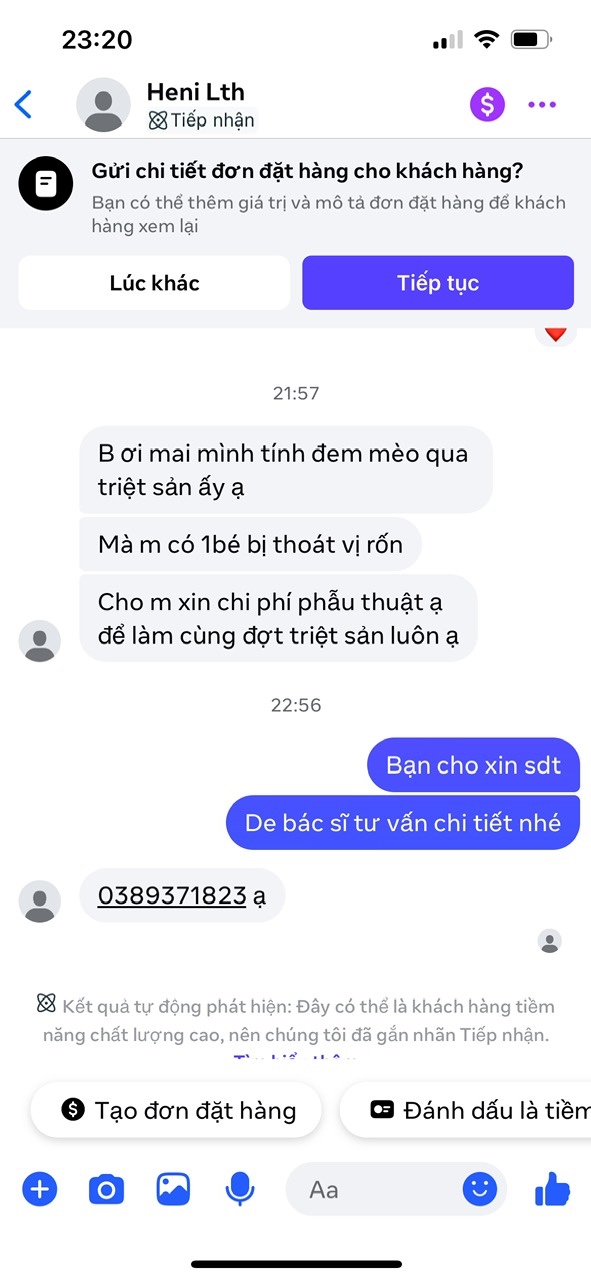 23:20
Heni Lth
Tiếp nhận
Gửi chi tiết đơn đặt hàng cho khách hàng?
Bạn có thể thêm giá trị và mô tả đơn đặt hàng để khách
hàng xem lại
Lúc khác
Tiếp tục
21:57
B ơi mai mình tính đem mèo qua
triệt sản ấy ạ
Mà m có 1bé bị thoát vị rốn
Cho m xin chi phí phẫu thuật ạ
để làm cùng đợt triệt sản luôn ạ
22:56
Bạn cho xin sdt
De bác sĩ tư vấn chi tiết nhé
0389371823 ạ
Kết quả tự động phát hiện: Đây có thể là khách hàng tiềm
năng chất lượng cao, nên chúng tôi đã gắn nhãn Tiếp nhận.
Tạo đơn đặt hàng
Đánh dấu là tiềm
Aa